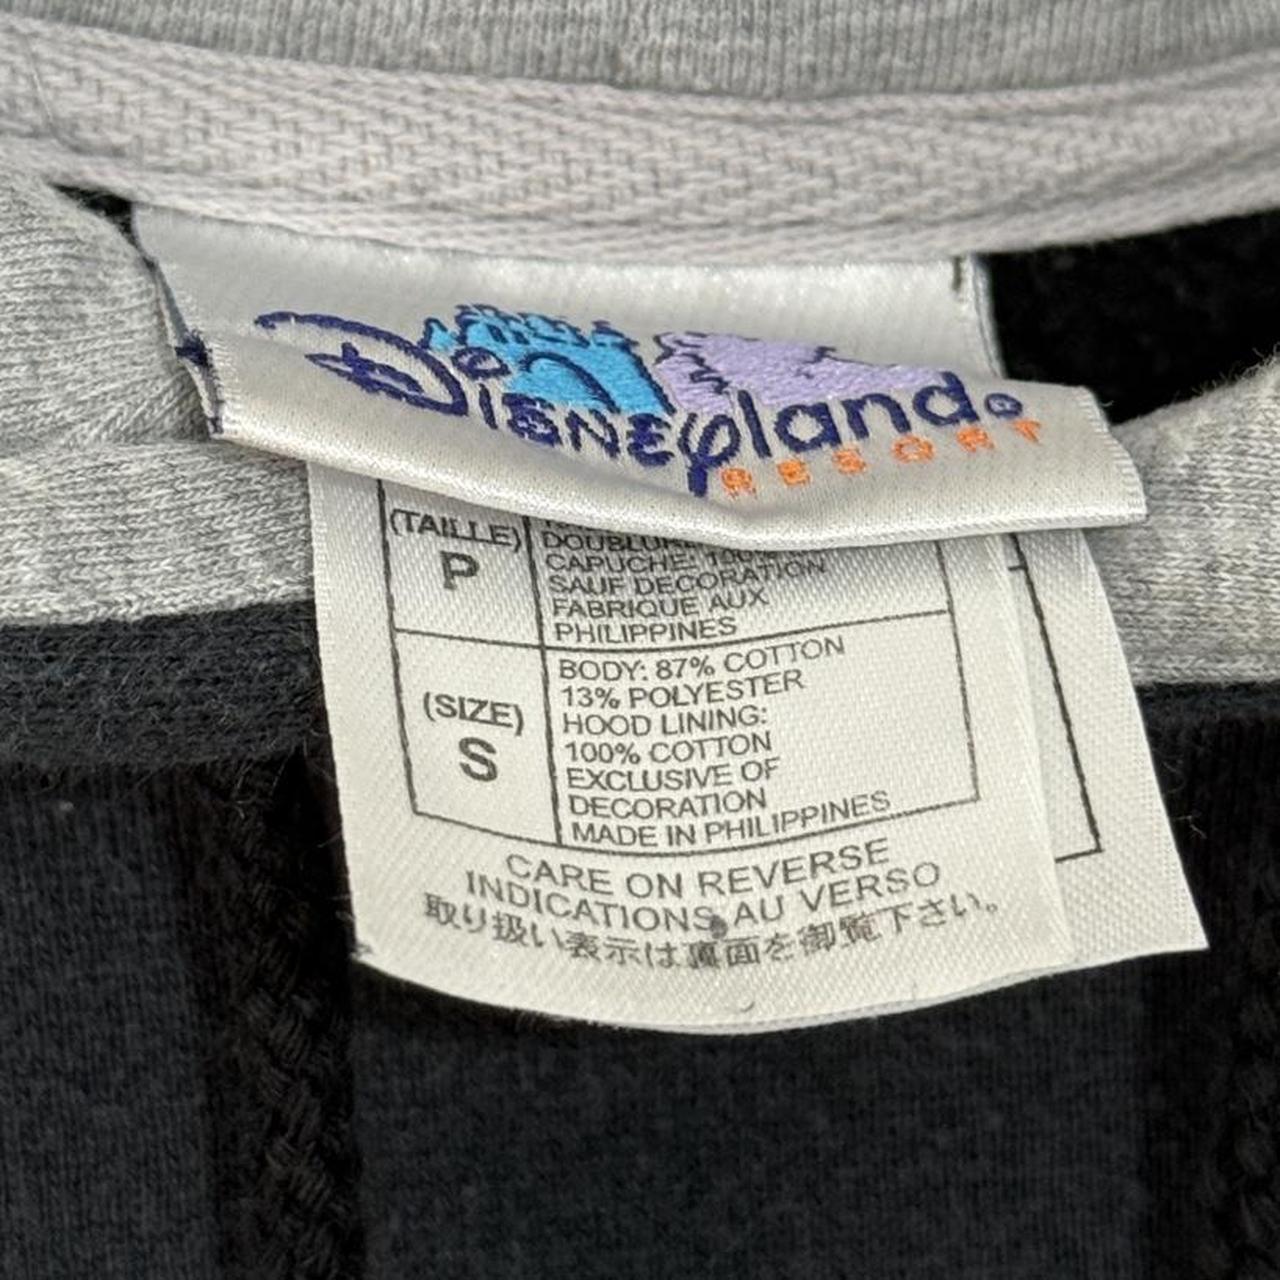 Disneyland®
RESORT
(TAILLE)
P
CAPUCHE:
SAUF DECORATION
FABRIQUE AUX
PHILIPPINES
(SIZE)
S
BODY: 87% COTTON
13% POLYESTER
HOOD LINING:
100% COTTON
EXCLUSIVE OF
DECORATION
MADE IN PHILIPPINES
CARE ON REVERSE
INDICATIONS AU VERSO
取り扱い表示は裏面を御覧下さい。